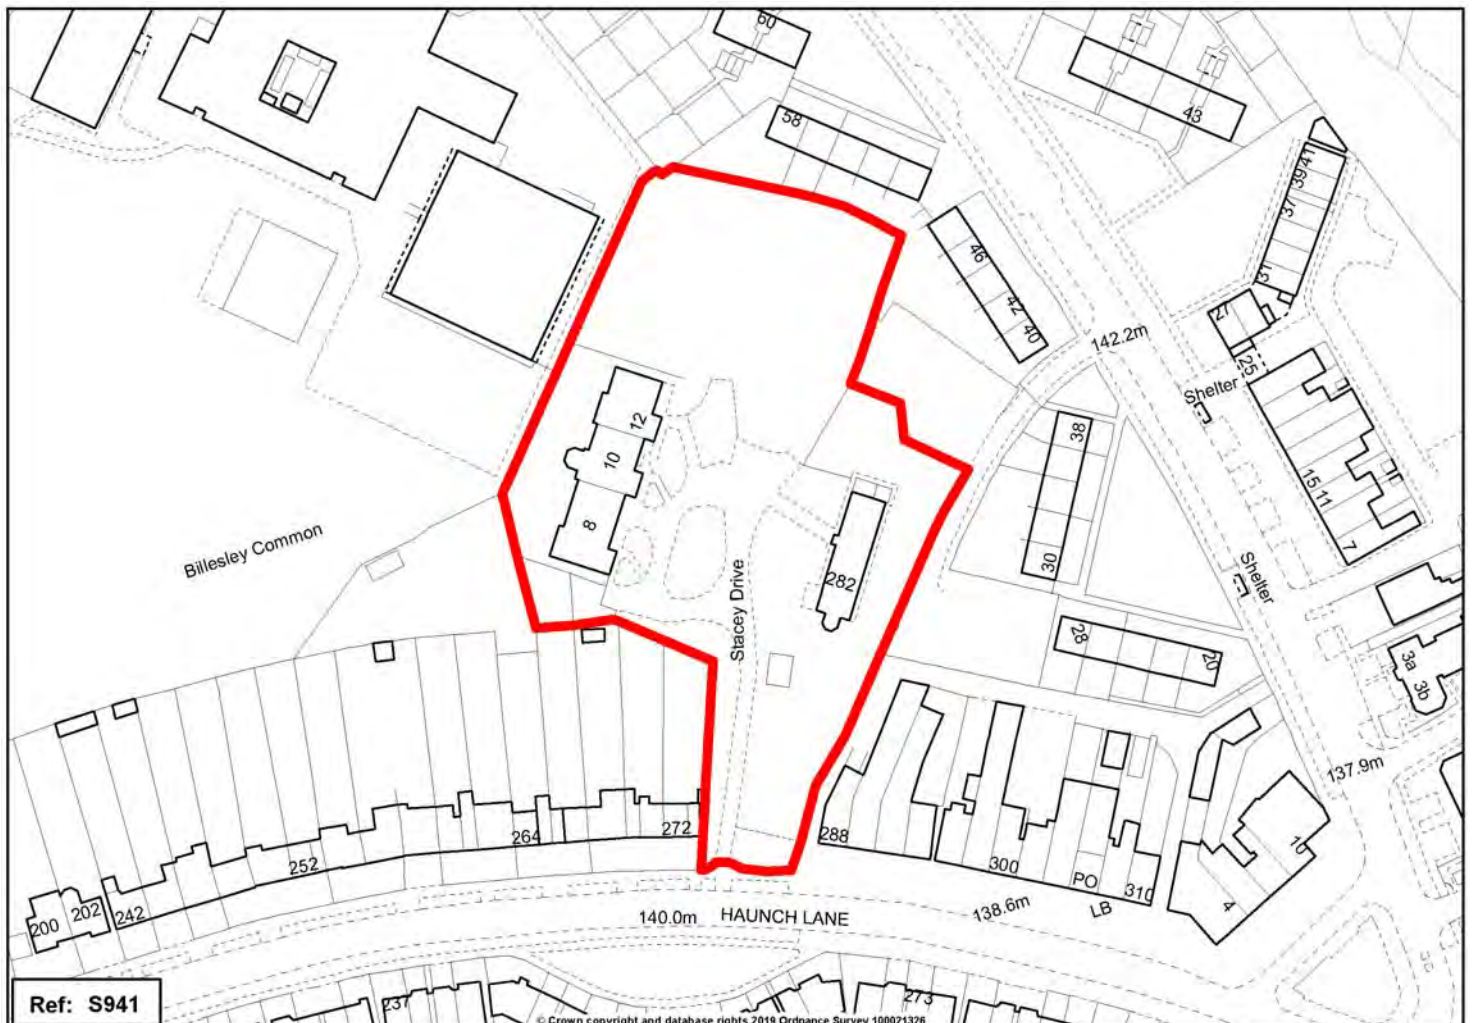 60
58
43
39/41
37
31
46
42
40
27
142.2m
25
Shelter
12
10
8
38
30
15
11
7
Billesley Common
Stacey Drive
282
Shelter
28
20
3a
3b
137.9m
288
300
PO
310
LB
10
4
272
264
252
242
202
200
140.0m
HAUNCH LANE
138.6m
237
273
Ref: S941
© Crown copyright and database rights 2019 Ordnance Survey 100021326